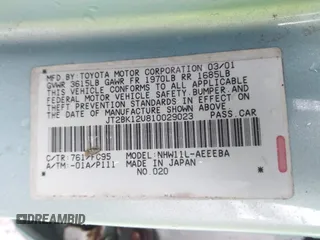 MFD. BY TOYOTA MOTOR CORPORATION 03/01
GVWR 3615LB GAWR FR 1970LB RR 1685LB
THIS VEHICLE CONFORMS TO ALL APPLICABLE
FEDERAL MOTOR VEHICLE SAFETY, BUMPER AND
THEFT PREVENTION STANDARDS IN EFFECT ON
THE DATE OF MANUFACTURE SHOWN ABOVE.
JT2BK12U810029023 PASS.CAR
C/TR: 761/FC95 MODEL: NHW11L-AEEEBA
A/TM: -01A/P111 MADE IN JAPAN
NO.020
DREAM BID